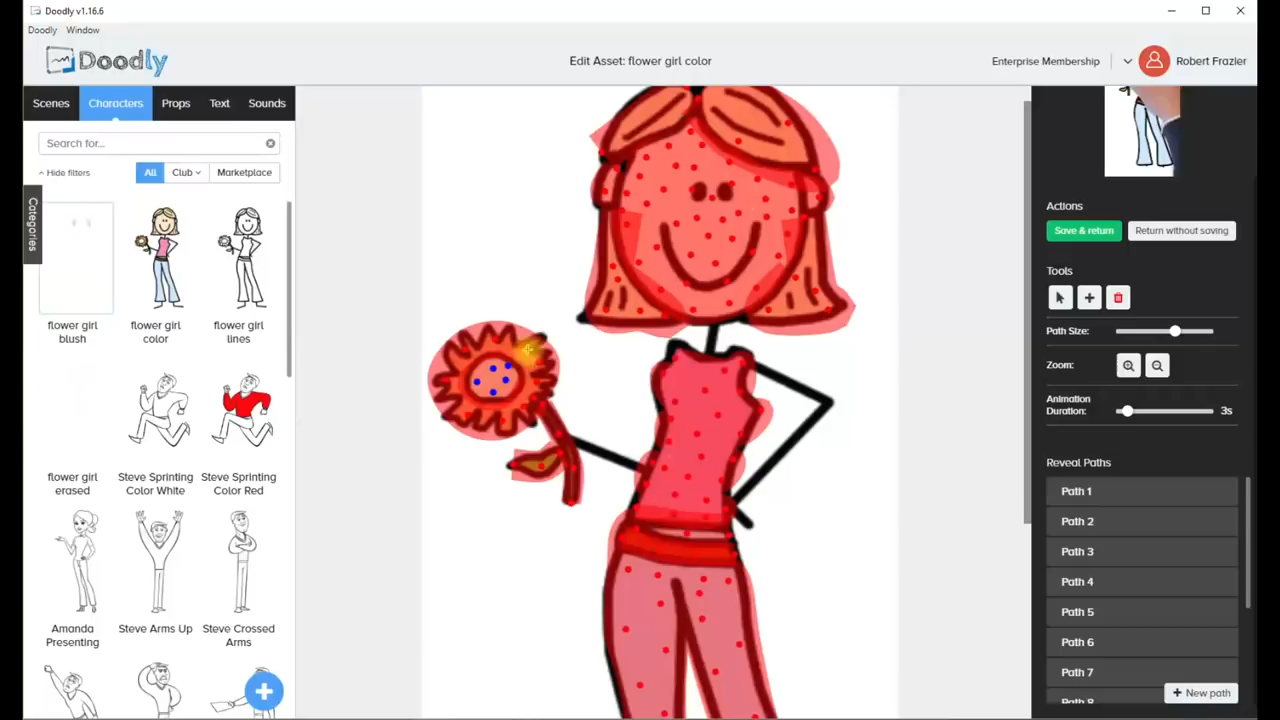 Doodly v1.16.6
Doodly Window
Doodly
Edit Asset: flower girl color
Enterprise Membership
Robert Frazier
Scenes Characters Props Text Sounds
Search for...
Hide filters
All Club Marketplace
Categories
flower girl blush
flower girl color
flower girl lines
flower girl erased
Steve Sprinting Color White
Steve Sprinting Color Red
Amanda Presenting
Steve Arms Up
Steve Crossed Arms
Actions
Save & return
Return without saving
Tools
Path Size:
Zoom:
Animation Duration:
3s
Reveal Paths
Path 1
Path 2
Path 3
Path 4
Path 5
Path 6
Path 7
Path 8
New path